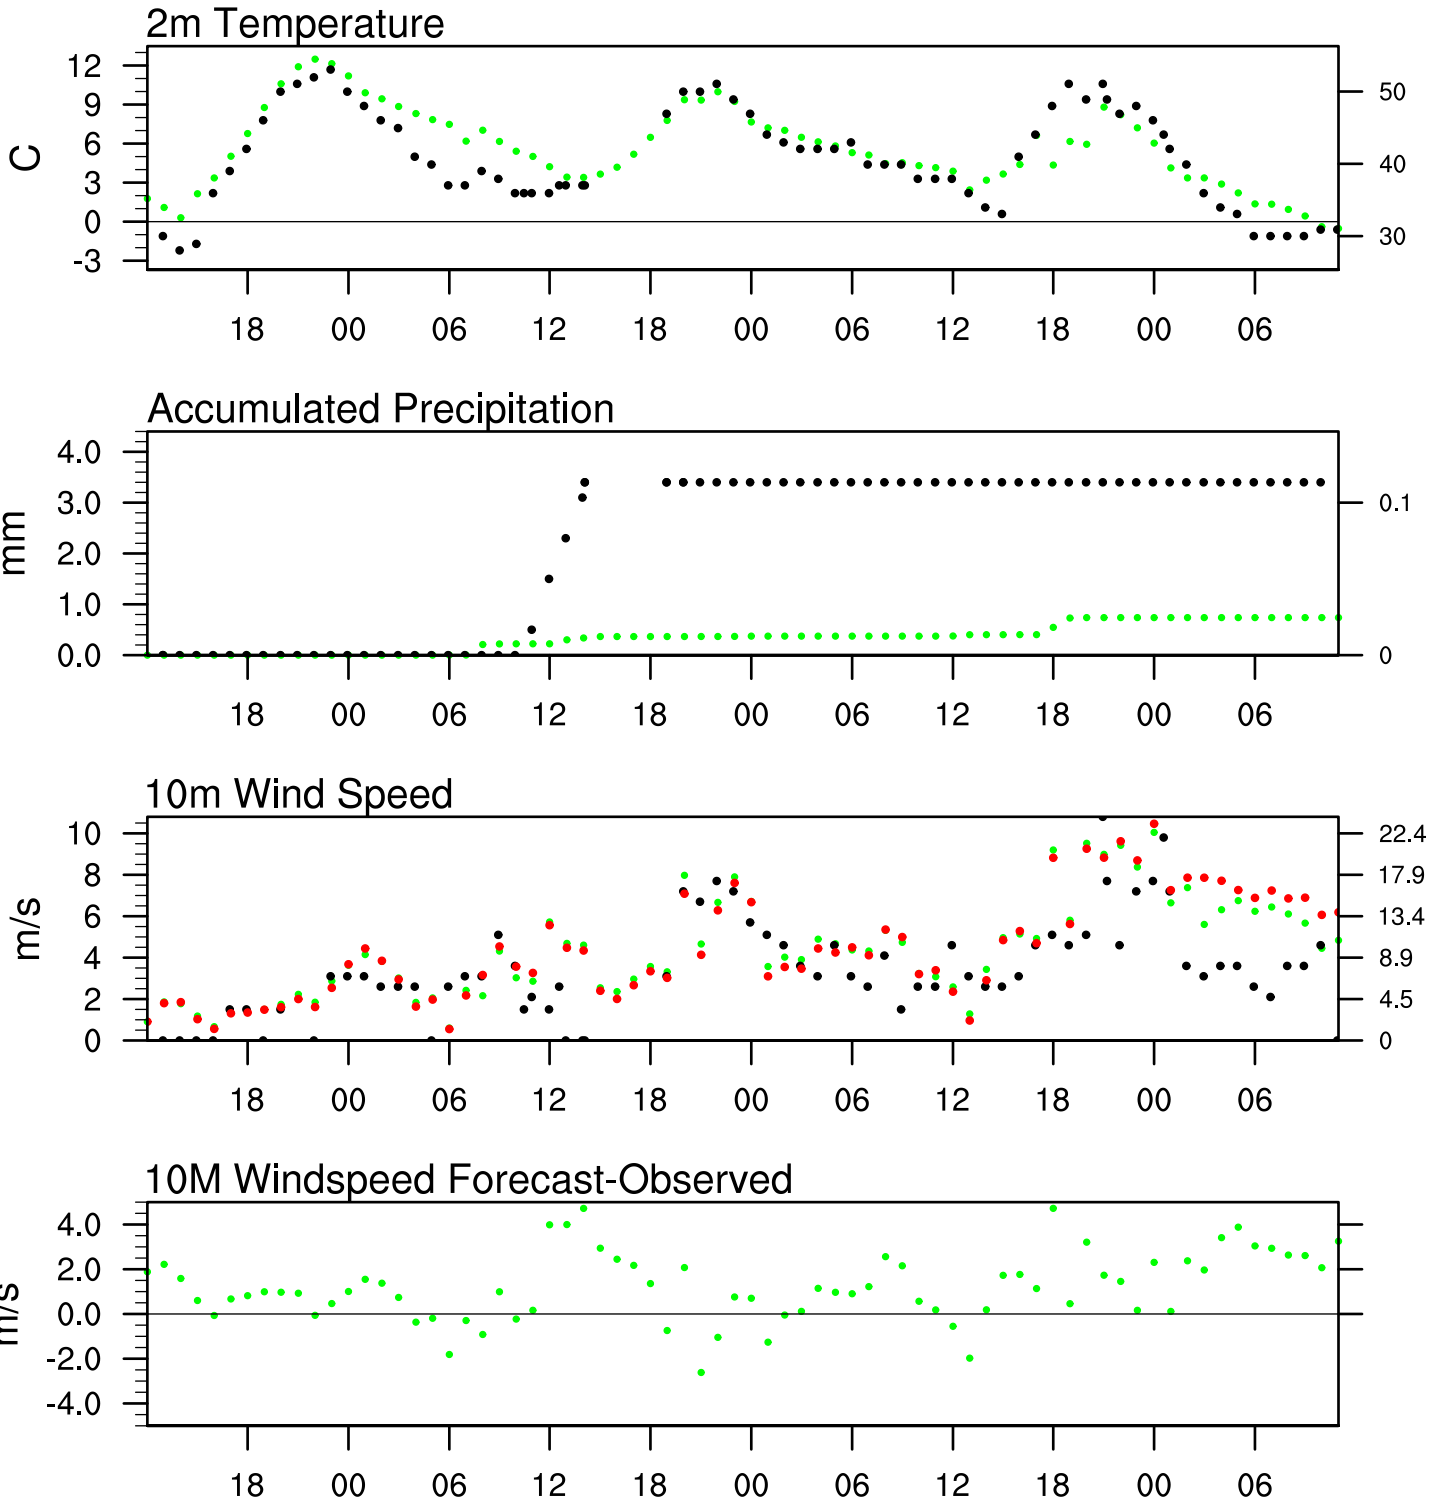 2m Temperature
12
9
6
3
0
-3
C
50
40
30
18 00 06 12 18 00 06 12 18 00 06
Accumulated Precipitation
4.0
3.0
2.0
1.0
0.0
mm
0.1
0
18 00 06 12 18 00 06 12 18 00 06
10m Wind Speed
10
8
6
4
2
0
m/s
22.4
17.9
13.4
8.9
4.5
0
18 00 06 12 18 00 06 12 18 00 06
10M Windspeed Forecast-Observed
4.0
2.0
0.0
-2.0
-4.0
m/s
18 00 06 12 18 00 06 12 18 00 06